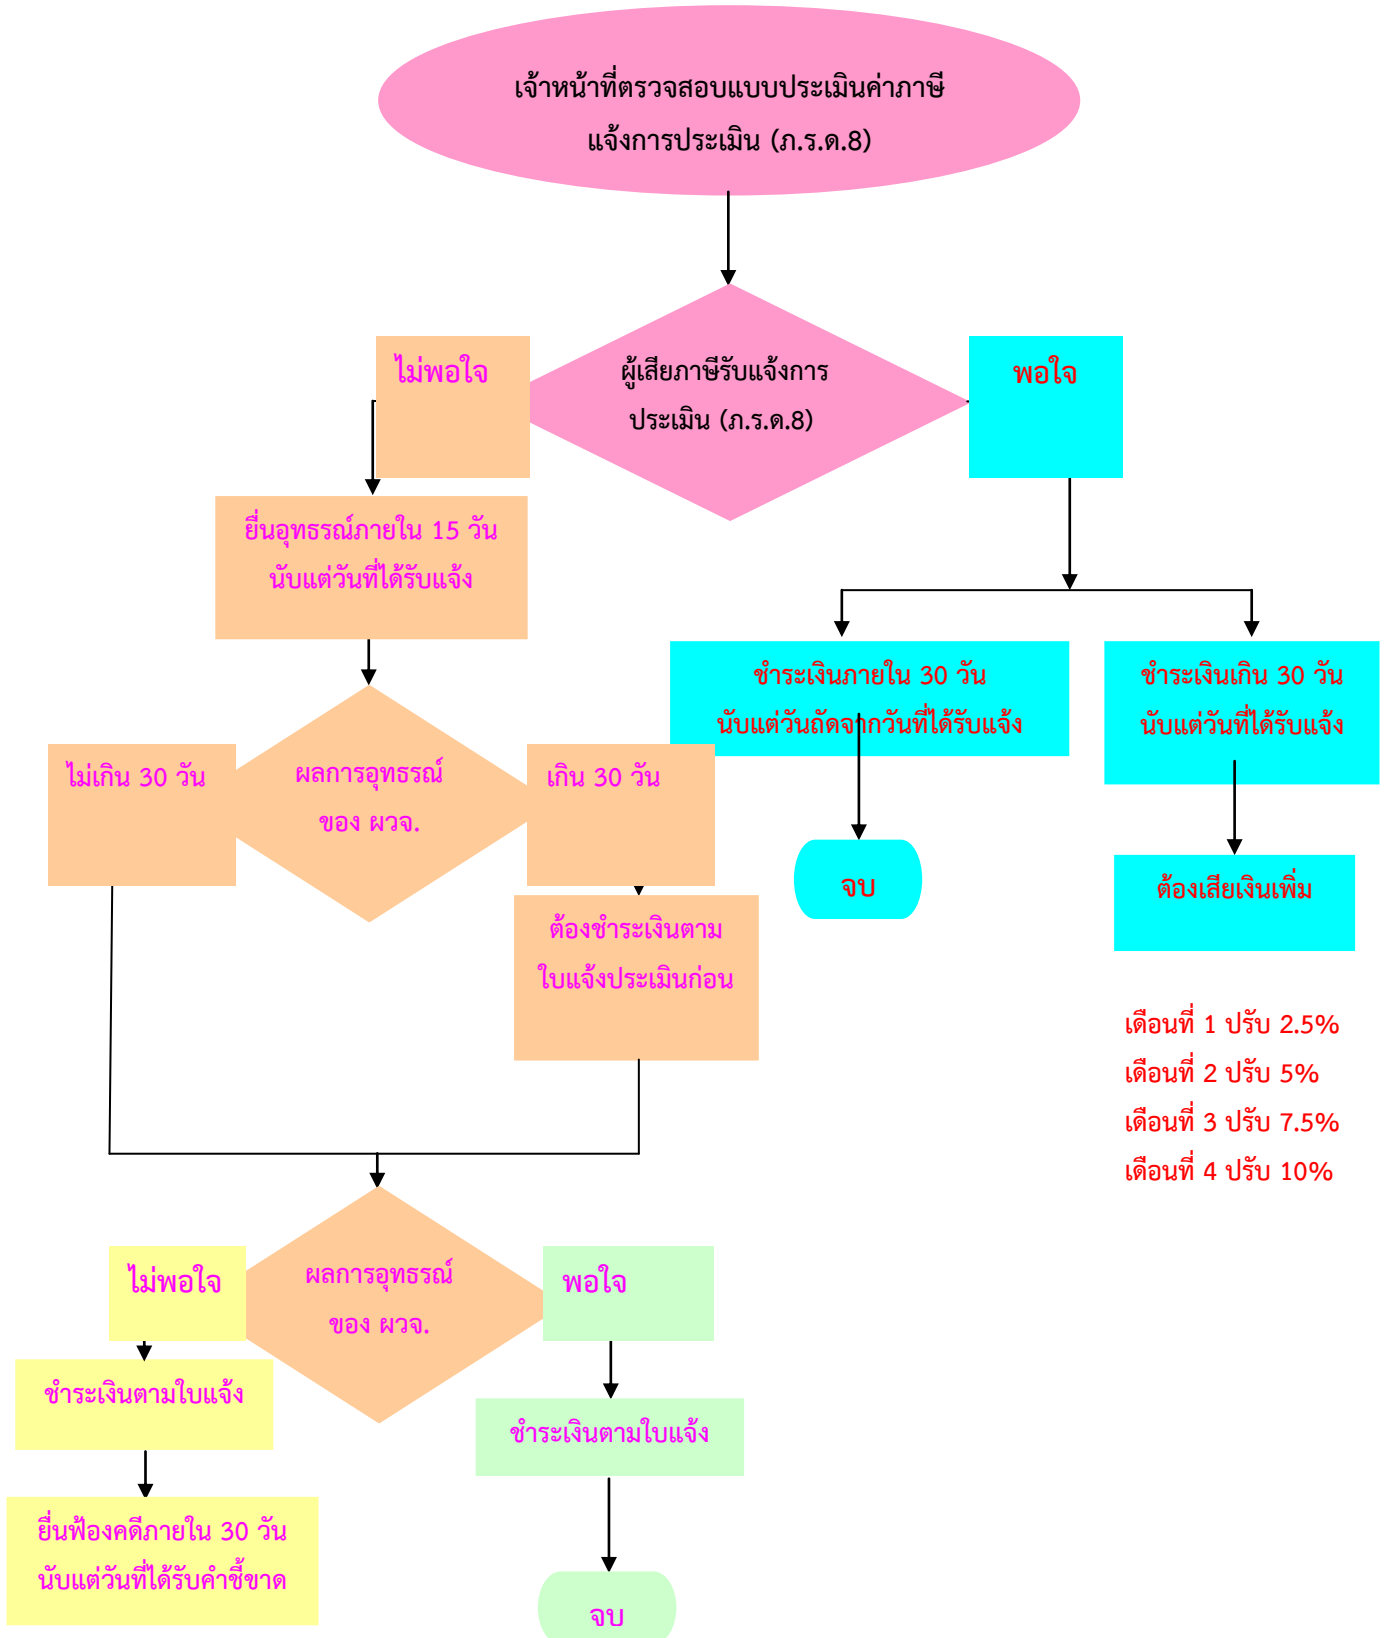 เจ้าหน้าที่ตรวจสอบแบบประเมินค่าภาษี
แจ้งการประเมิน (ภ.ร.ด.8)
ผู้เสียภาษีรับแจ้งการ
ประเมิน (ภ.ร.ด.8)
ไม่พอใจ
พอใจ
ยื่นอุทธรณ์ภายใน 15 วัน
นับแต่วันที่ได้รับแจ้ง
ชำระเงินภายใน 30 วัน
นับแต่วันถัดจากวันที่ได้รับแจ้ง
ชำระเงินเกิน 30 วัน
นับแต่วันที่ได้รับแจ้ง
ไม่เกิน 30 วัน
ผลการอุทธรณ์
ของ ผวจ.
เกิน 30 วัน
จบ
ต้องเสียเงินเพิ่ม
ต้องชำระเงินตาม
ใบแจ้งประเมินก่อน
เดือนที่ 1 ปรับ 2.5%
เดือนที่ 2 ปรับ 5%
เดือนที่ 3 ปรับ 7.5%
เดือนที่ 4 ปรับ 10%
ไม่พอใจ
ผลการอุทธรณ์
ของ ผวจ.
พอใจ
ชำระเงินตามใบแจ้ง
ชำระเงินตามใบแจ้ง
ยื่นฟ้องคดีภายใน 30 วัน
นับแต่วันที่ได้รับคำชี้ขาด
จบ